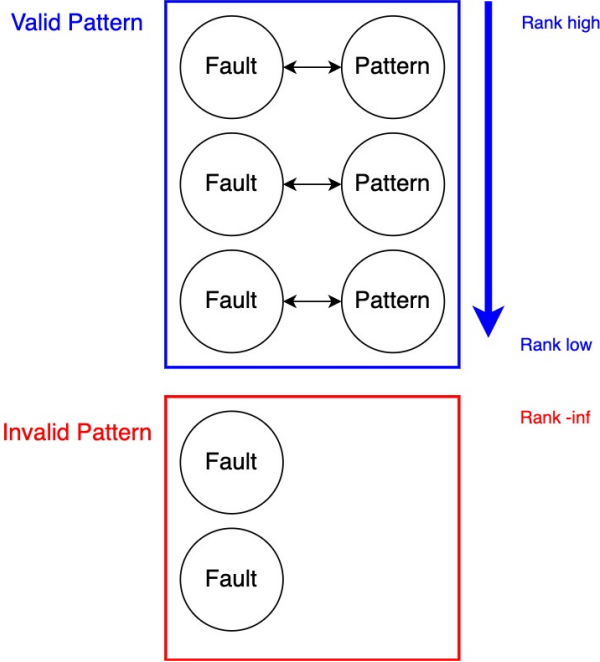 Valid Pattern
Rank high
Fault
Pattern
Fault
Pattern
Fault
Pattern
Rank low
Invalid Pattern
Rank -inf
Fault
Fault